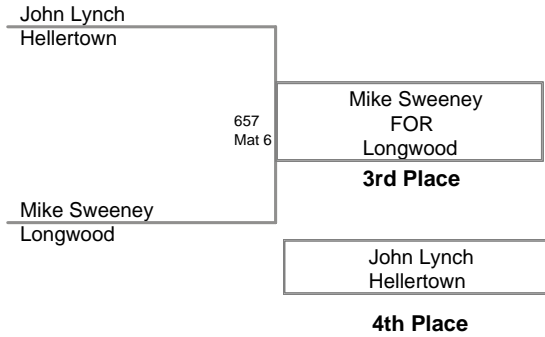 John Lynch
Hellertown
657
Mat 6
Mike Sweeney
FOR
Longwood
3rd Place
Mike Sweeney
Longwood
John Lynch
Hellertown
4th Place